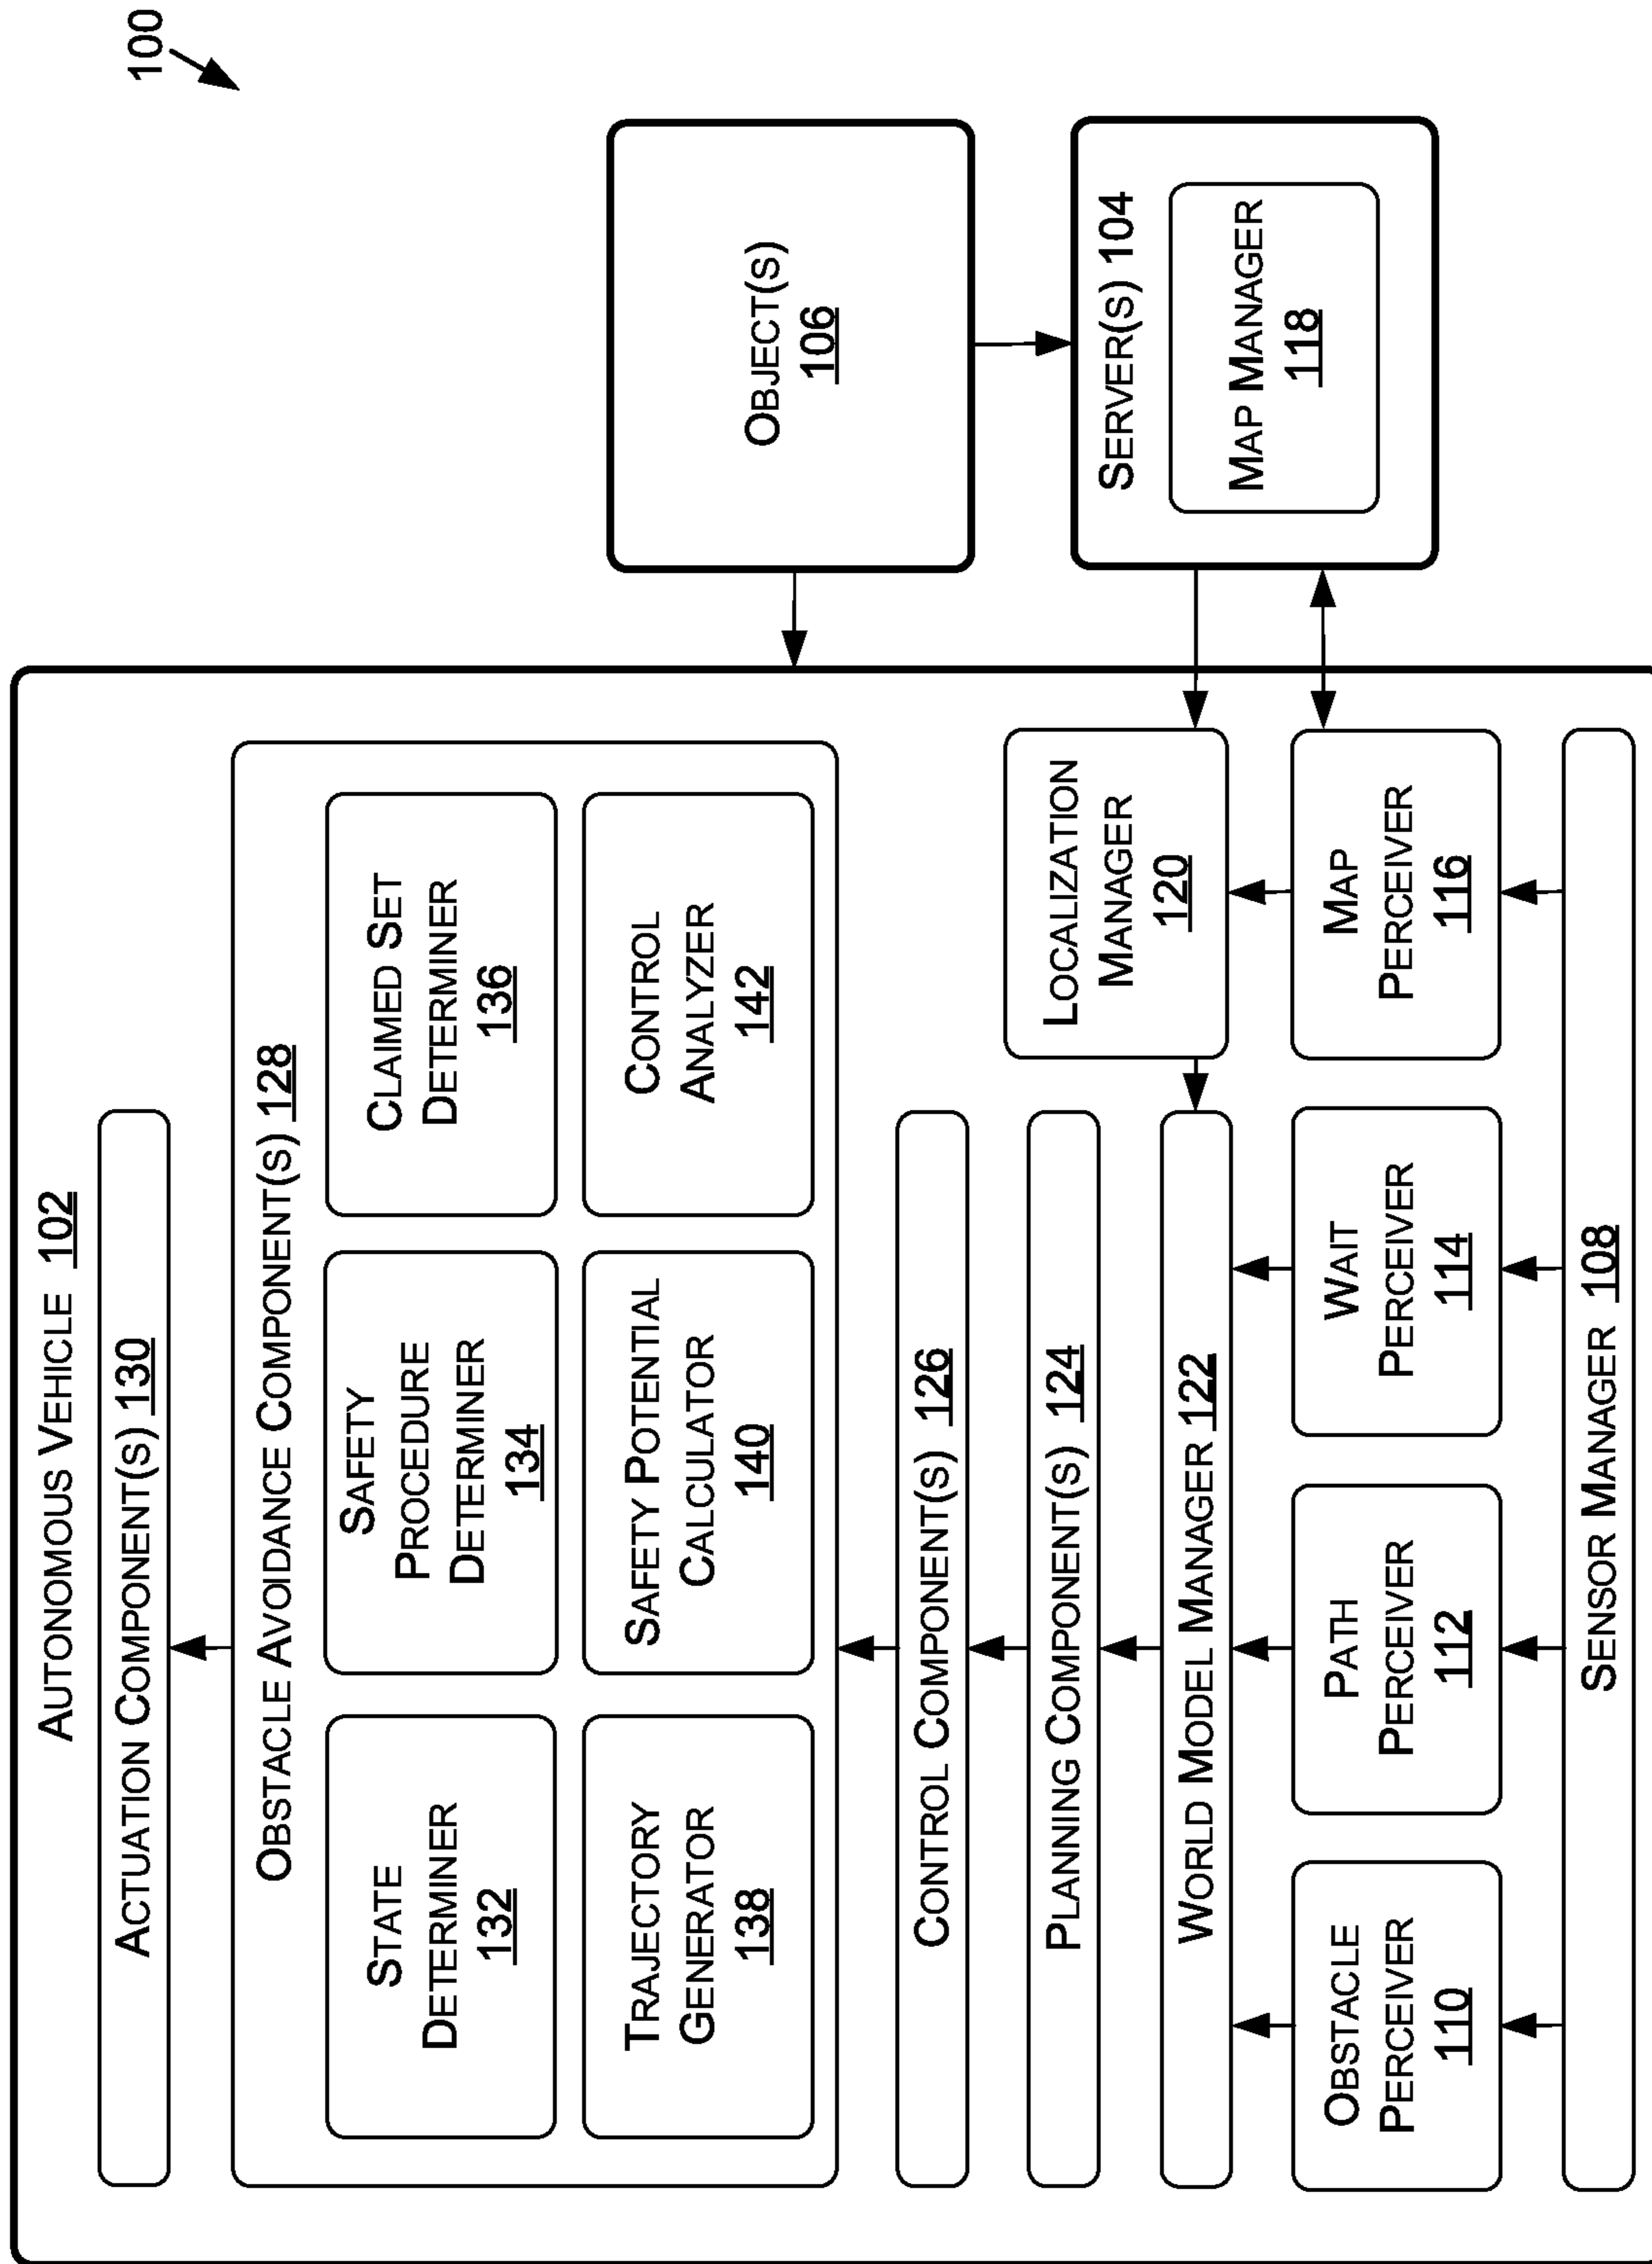 100
AUTONOMOUS VEHICLE 102
ACTUATION COMPONENT(S) 130
OBSTACLE AVOIDANCE COMPONENT(S) 128
STATE
DETERMINER
132
SAFETY
PROCEDURE
DETERMINER
134
CLAIMED SET
DETERMINER
136
TRAJECTORY
GENERATOR
138
SAFETY POTENTIAL
CALCULATOR
140
CONTROL
ANALYZER
142
CONTROL COMPONENT(S) 126
PLANNING COMPONENT(S) 124
WORLD MODEL MANAGER 122
LOCALIZATION
MANAGER
120
OBSTACLE
PERCEIVER
110
PATH
PERCEIVER
112
WAIT
PERCEIVER
114
MAP
PERCEIVER
116
SENSOR MANAGER 108
OBJECT(S)
106
SERVER(S) 104
MAP MANAGER
118